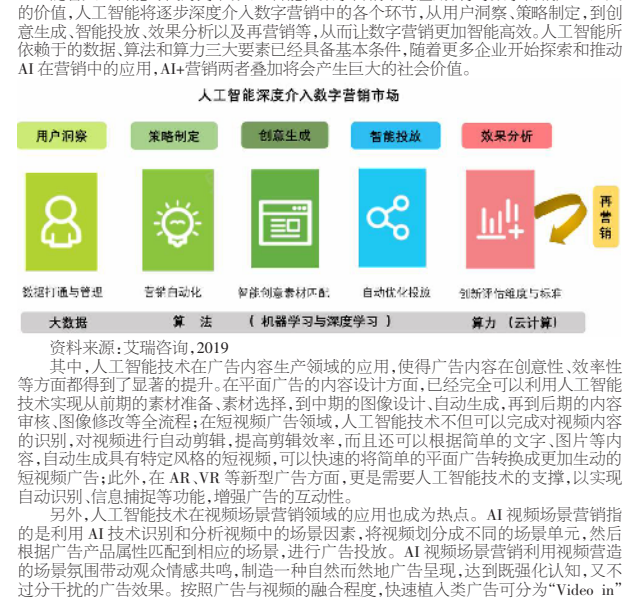 的价值，人工智能将逐步深度介入数字营销中的各个环节，从用户洞察、策略制定，到创
意生成、智能投放、效果分析以及再营销等，从而让数字营销更加智能高效。人工智能所
依赖于的数据、算法和算力三大要素已经具备基本条件，随着更多企业开始探索和推动
AI 在营销中的应用，AI+营销两者叠加将会产生巨大的社会价值。
人工智能深度介入数字营销市场
用户洞察 策略制定 创意生成 智能投放 效果分析
再营销
数据打通与管理 营销自动化 智能创意素材匹配 自动优化投放 创新评估维度与标准
大数据 算 法 （ 机器学习与深度学习 ） 算力 （云计算）
资料来源：艾瑞咨询，2019
其中，人工智能技术在广告内容生产领域的应用，使得广告内容在创意性、效率性
等方面都得到了显著的提升。在平面广告的内容设计方面，已经完全可以利用人工智能
技术实现从前期的素材准备、素材选择，到中期的图像设计、自动生成，再到后期的内容
审核、图像修改等全流程；在短视频广告领域，人工智能技术不但可以完成对视频内容
的识别，对视频进行自动剪辑，提高剪辑效率，而且还可以根据简单的文字、图片等内
容，自动生成具有特定风格的短视频，可以快速的将简单的平面广告转换成更加生动的
短视频广告；此外，在 AR、VR 等新型广告方面，更是需要人工智能技术的支撑，以实现
自动识别、信息捕捉等功能，增强广告的互动性。
另外，人工智能技术在视频场景营销领域的应用也成为热点。AI 视频场景营销指
的是利用 AI 技术识别和分析视频中的场景因素，将视频划分成不同的场景单元，然后
根据广告产品属性匹配到相应的场景，进行广告投放。AI 视频场景营销利用视频营造
的场景氛围带动观众情感共鸣，制造一种自然而然地广告呈现，达到既强化认知，又不
过分干扰的广告效果。按照广告与视频的融合程度，快速植入类广告可分为“Video in”